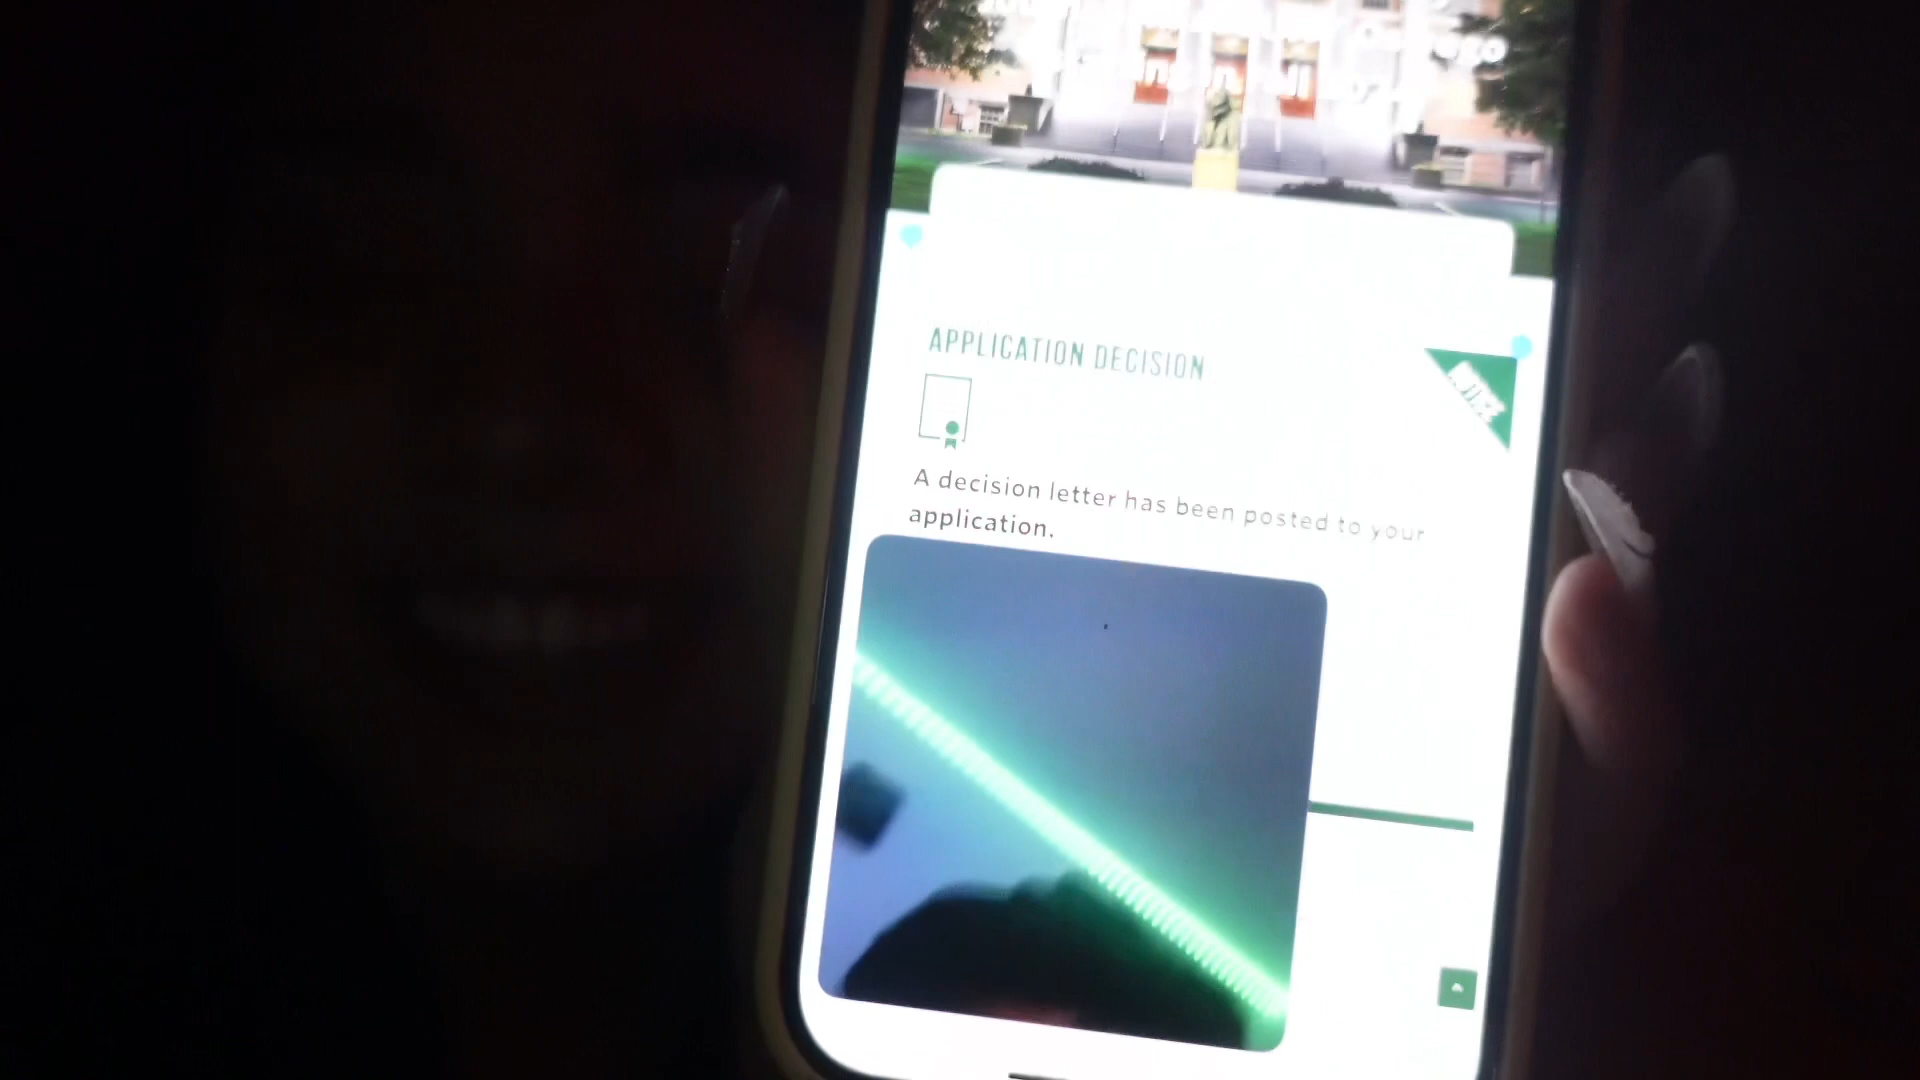 APPLICATION DECISION
A decision letter has been posted to your
application.